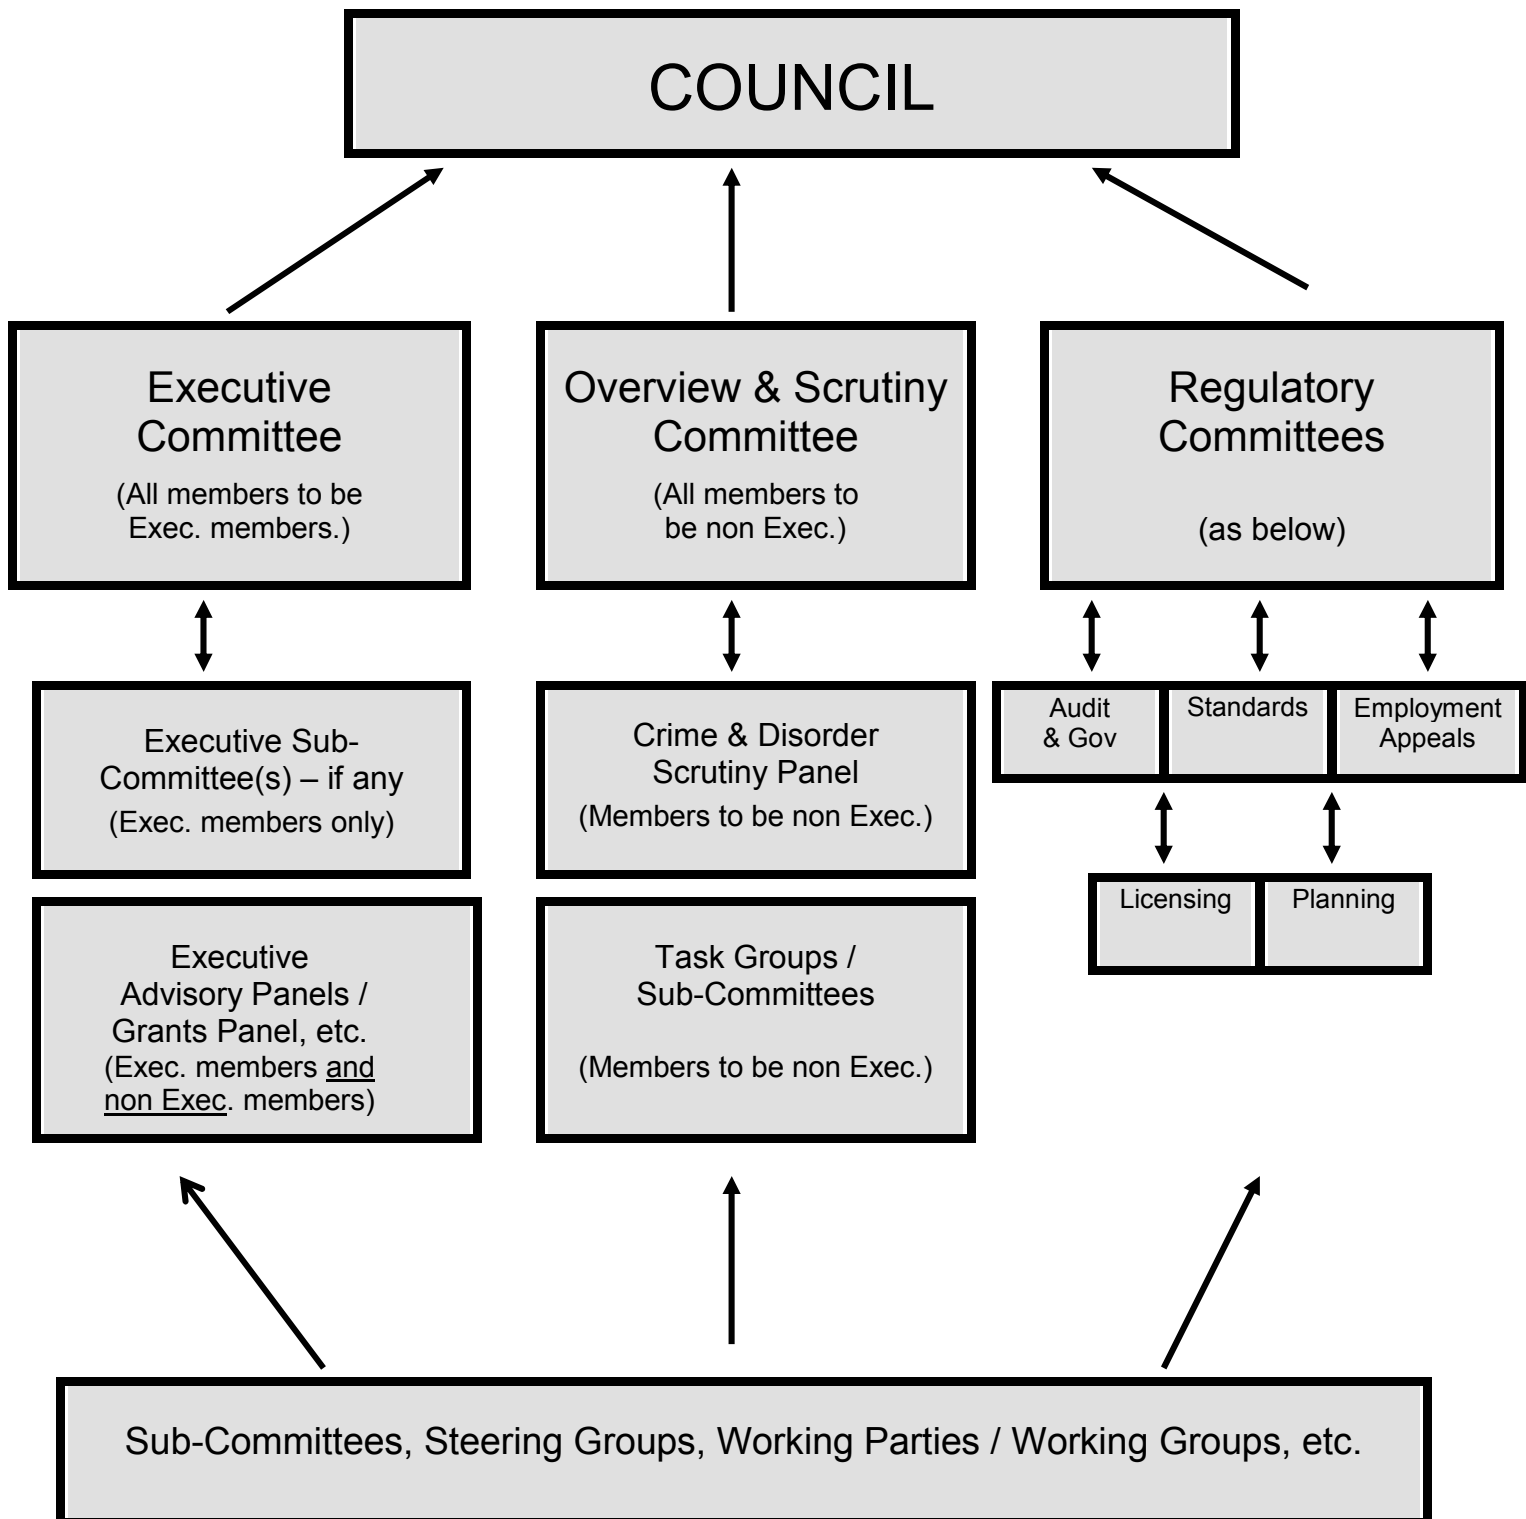 COUNCIL
Executive
Committee
(All members to be
Exec. members.)
Overview & Scrutiny
Committee
(All members to
be non Exec.)
Regulatory
Committees
(as below)
Executive Sub-
Committee(s) – if any
(Exec. members only)
Crime & Disorder
Scrutiny Panel
(Members to be non Exec.)
Audit
& Gov
Standards
Employment
Appeals
Licensing
Planning
Executive
Advisory Panels /
Grants Panel, etc.
(Exec. members and
non Exec. members)
Task Groups /
Sub-Committees
(Members to be non Exec.)
Sub-Committees, Steering Groups, Working Parties / Working Groups, etc.